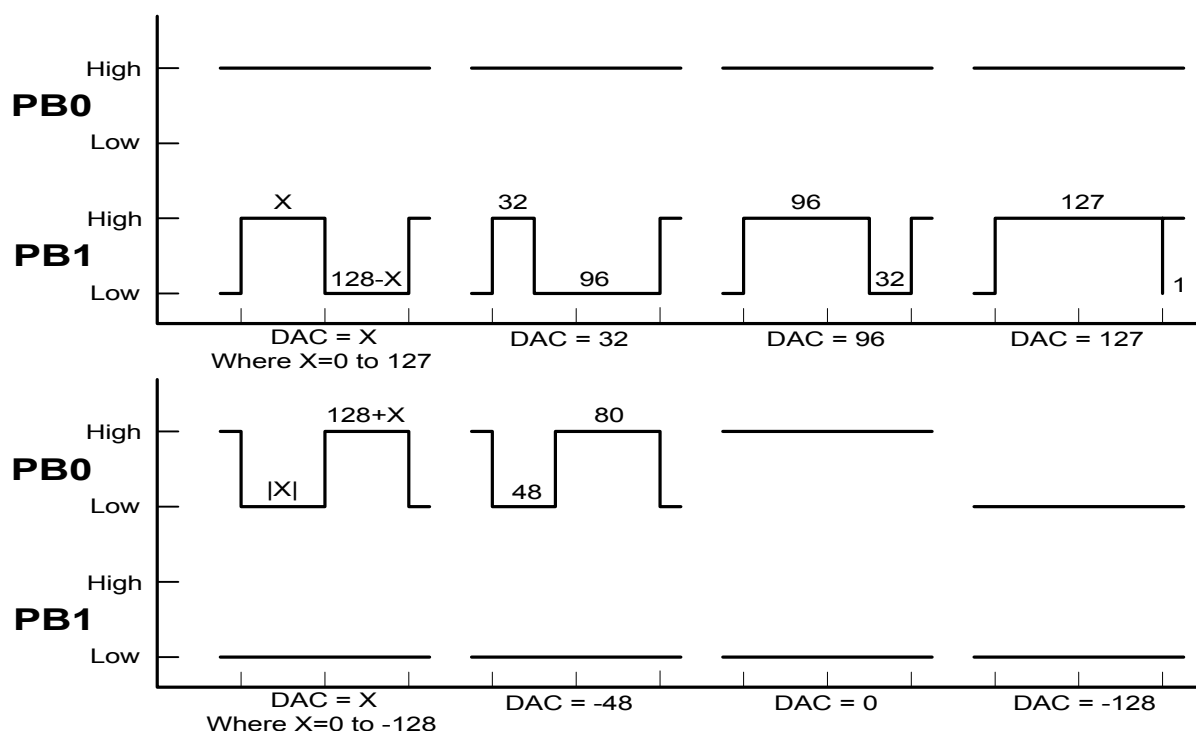 High
PB0
Low
X 32 96 127
High
PB1
128-X 96 32 1
Low
DAC = X DAC = 32 DAC = 96 DAC = 127
Where X=0 to 127
128+X 80
High
PB0
|X| 48
Low
High
PB1
Low
DAC = X DAC = -48 DAC = 0 DAC = -128
Where X=0 to -128